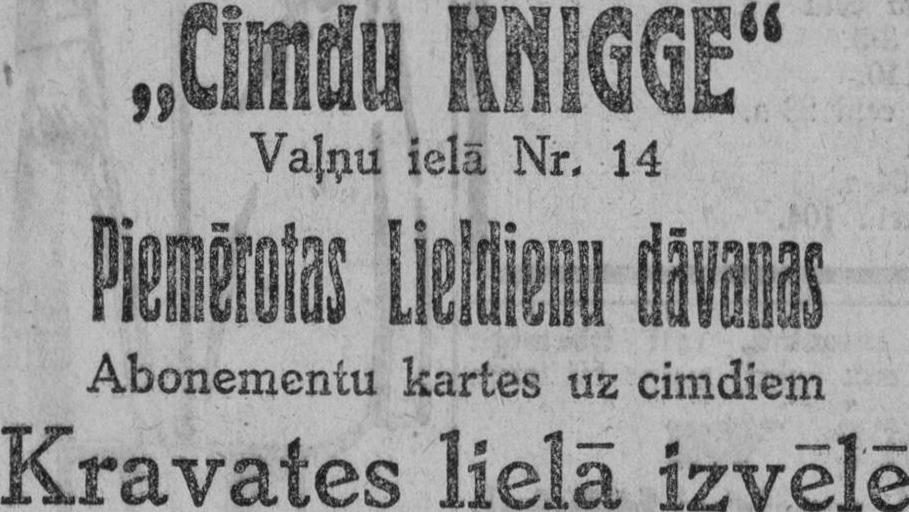 „Cimdu KNIGGE“
Vaļņu ielā Nr. 14
Piemērotas Lieldienu dāvanas
Abonementu kartes uz cimdiem
Kravates lielā izvēlē